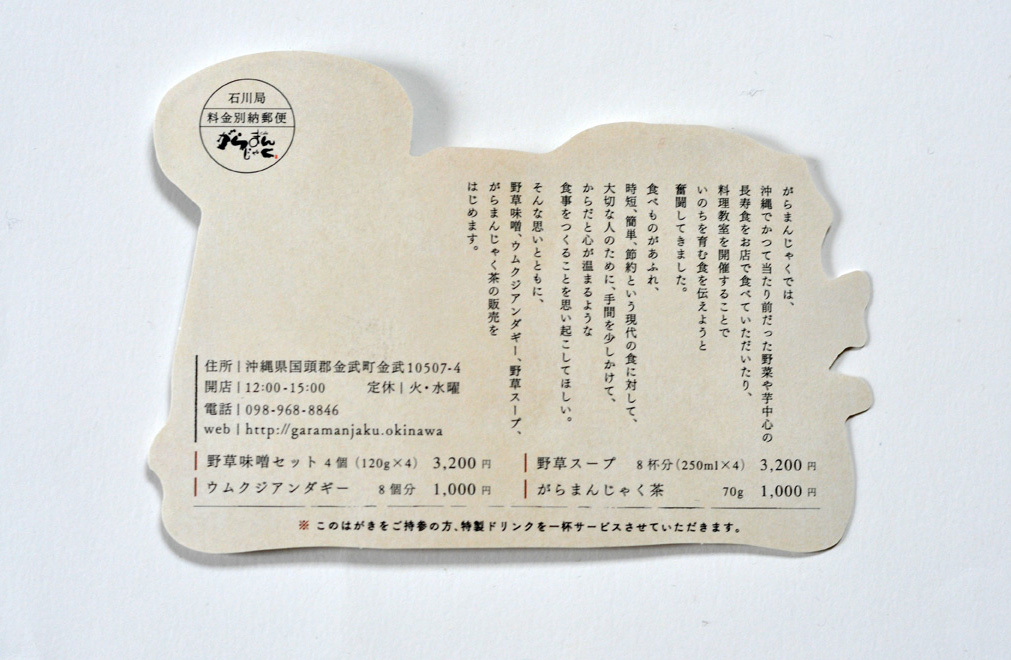 石川局
料金別納郵便
がらまんじゃく
がらまんじゃくでは、
沖縄でかつて当たり前だった野菜や芋中心の
長寿食をお店で食べていただいたり、
料理教室を開催することで
いのちを育む食を伝えようと
奮闘してきました。
食べものがあふれ、
時短、簡単、節約という現代の食に対して、
大切な人のために、手間を少しかけて、
からだと心が温まるような
食事をつくることを思い起こしてほしい。
そんな思いとともに、
野草味噌、ウムクジアンダギー、野草スープ、
がらまんじゃく茶の販売を
はじめます。
住所 | 沖縄県国頭郡金武町金武10507-4
開店 | 12:00-15:00 定休 | 火・水曜
電話 | 098-968-8846
web | http://garamanjaku.okinawa
野草味噌セット 4個（120g×4） 3,200円
野草スープ 8杯分（250ml×4） 3,200円
ウムクジアンダギー 8個分 1,000円
がらまんじゃく茶 70g 1,000円
※ このはがきをご持参の方、特製ドリンクを一杯サービスさせていただきます。